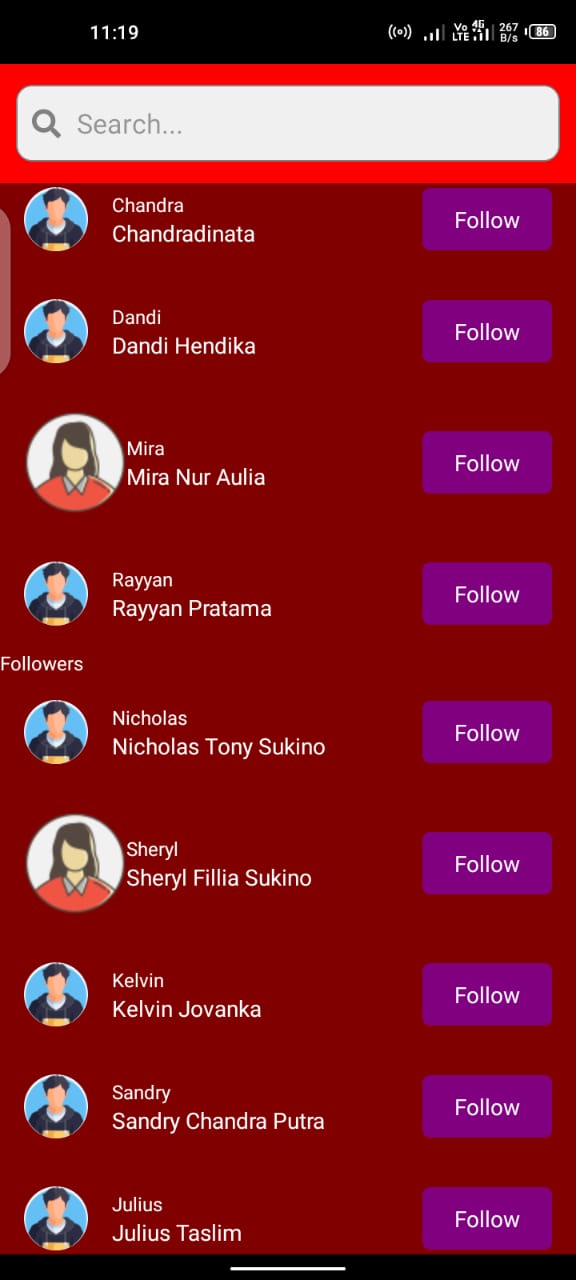 11:19
Vo LTE 4G 267 B/s 86
Search...
Chandra
Chandradinata
Follow
Dandi
Dandi Hendika
Follow
Mira
Mira Nur Aulia
Follow
Rayyan
Rayyan Pratama
Follow
Followers
Nicholas
Nicholas Tony Sukino
Follow
Sheryl
Sheryl Fillia Sukino
Follow
Kelvin
Kelvin Jovanka
Follow
Sandry
Sandry Chandra Putra
Follow
Julius
Julius Taslim
Follow